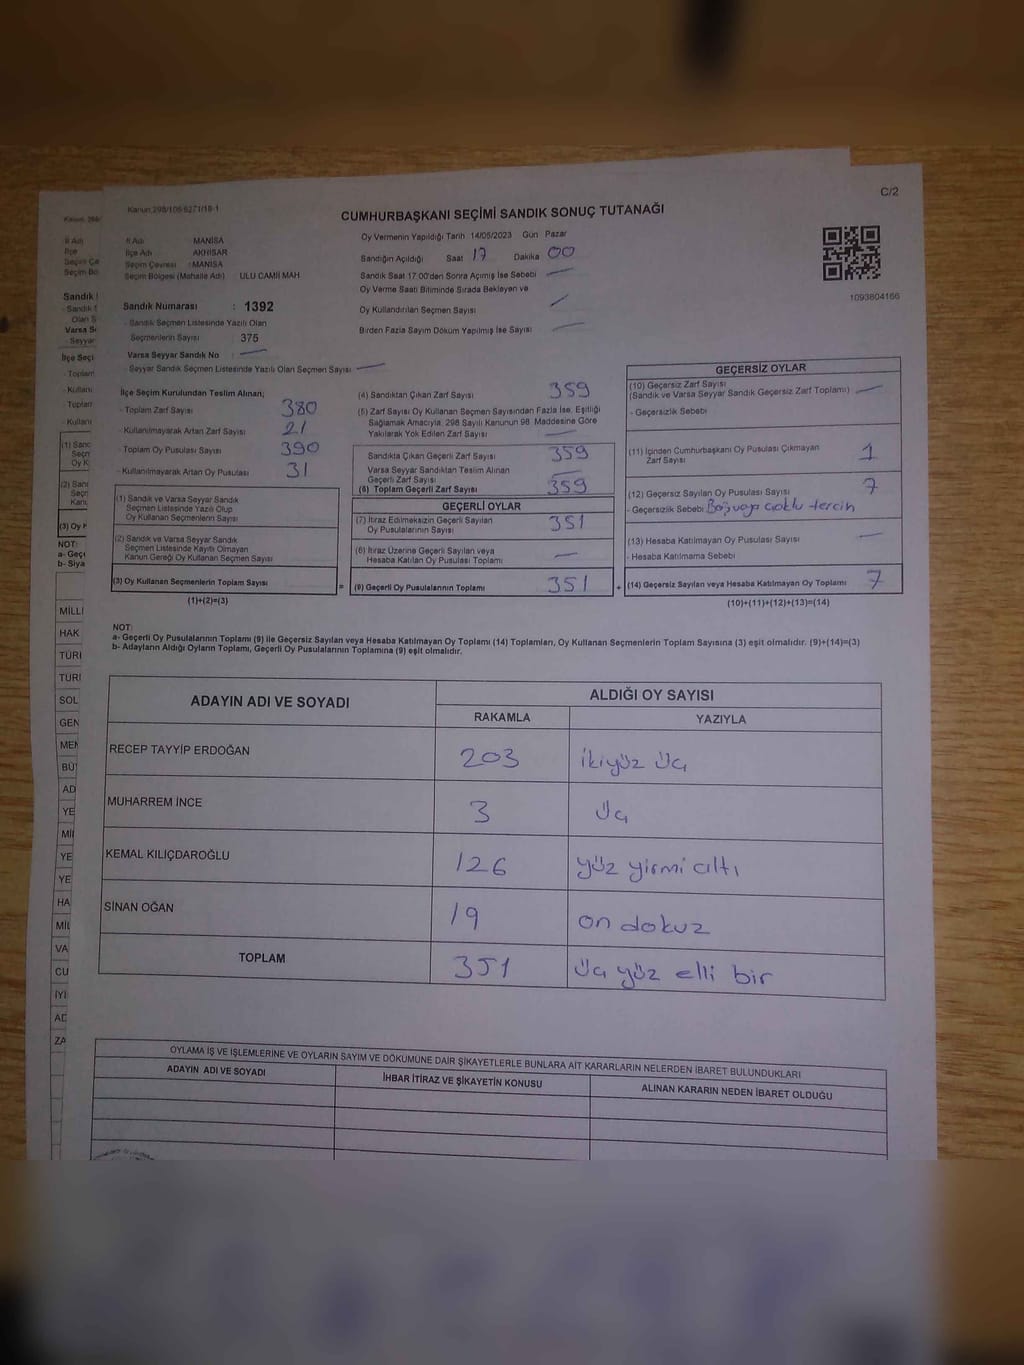 C/2
Kanun 298/106 6271/18-1
CUMHURBAŞKANI SEÇİMİ SANDIK SONUÇ TUTANAĞI
İl Adı : MANİSA
İlçe Adı : AKHİSAR
Seçim Çevresi : MANİSA
Seçim Bölgesi (Mahalle Adı) : ULU CAMİİ MAH
Sandık Numarası : 1392
- Sandık Seçmen Listesinde Yazılı Olan
Seçmenlerin Sayısı : 375
Varsa Seyyar Sandık No :
- Seyyar Sandık Seçmen Listesinde Yazılı Olan Seçmen Sayısı
Oy Vermenin Yapıldığı Tarih 14/05/2023 Gün Pazar
Sandığın Açıldığı Saat 17 Dakika 00
Sandık Saat 17:00'den Sonra Açımış İse Sebebi
Oy Verme Saati Bitiminde Sırada Bekleyen ve
Oy Kullandırılan Seçmen Sayısı
Birden Fazla Sayım Döküm Yapılmış İse Sayısı
1093604166
İlçe Seçim Kurulundan Teslim Alınan;
- Toplam Zarf Sayısı 380
- Kullanılmayarak Artan Zarf Sayısı 21
- Toplam Oy Pusulası Sayısı 390
- Kullanılmayarak Artan Oy Pusulası 31
(1) Sandık ve Varsa Seyyar Sandık
Seçmen Listesinde Yazılı Olup
Oy Kullanan Seçmenlerin Sayısı
(2) Sandık ve Varsa Seyyar Sandık
Seçmen Listesinde Kayıtlı Olmayan
Kanun Gereği Oy Kullanan Seçmen Sayısı
(3) Oy Kullanan Seçmenlerin Toplam Sayısı =
(1)+(2)=(3)
(4) Sandıktan Çıkan Zarf Sayısı 359
(5) Zarf Sayısı Oy Kullanan Seçmen Sayısından Fazla İse, Eşitliği
Sağlamak Amacıyla, 298 Sayılı Kanunun 98. Maddesine Göre
Yakılarak Yok Edilen Zarf Sayısı
Sandıkta Çıkan Geçerli Zarf Sayısı 359
Varsa Seyyar Sandıktan Teslim Alınan
Geçerli Zarf Sayısı
(6) Toplam Geçerli Zarf Sayısı 359
GEÇERLİ OYLAR
(7) İtiraz Edilmeksizin Geçerli Sayılan
Oy Pusulalarının Sayısı 351
(8) İtiraz Üzerine Geçerli Sayılan veya
Hesaba Katılan Oy Pusulası Toplamı
(9) Geçerli Oy Pusulalarının Toplamı 351 +
GEÇERSİZ OYLAR
(10) Geçersiz Zarf Sayısı
(Sandık ve Varsa Seyyar Sandık Geçersiz Zarf Toplamı)
- Geçersizlik Sebebi
(11) İçinden Cumhurbaşkanı Oy Pusulası Çıkmayan
Zarf Sayısı 1
(12) Geçersiz Sayılan Oy Pusulası Sayısı 7
- Geçersizlik Sebebi
(13) Hesaba Katılmayan Oy Pusulası Sayısı
- Hesaba Katılmama Sebebi
(14) Geçersiz Sayılan veya Hesaba Katılmayan Oy Toplamı 7
(10)+(11)+(12)+(13)=(14)
NOT:
a- Geçerli Oy Pusulalarının Toplamı (9) ile Geçersiz Sayılan veya Hesaba Katılmayan Oy Toplamı (14) Toplamları, Oy Kullanan Seçmenlerin Toplam Sayısına (3) eşit olmalıdır. (9)+(14)=(3)
b- Adayların Aldığı Oyların Toplamı, Geçerli Oy Pusulalarının Toplamına (9) eşit olmalıdır.
ADAYIN ADI VE SOYADI
ALDIĞI OY SAYISI
RAKAMLA YAZIYLA
RECEP TAYYİP ERDOĞAN 203 ikiyüz üç
MUHARREM İNCE 3 üç
KEMAL KILIÇDAROĞLU 126 yüz yirmi altı
SİNAN OĞAN 19 on dokuz
TOPLAM 351 üç yüz elli bir
OYLAMA İŞ VE İŞLEMLERİNE VE OYLARIN SAYIM VE DÖKÜMÜNE DAİR ŞİKAYETLERLE BUNLARA AİT KARARLARIN NELERDEN İBARET BULUNDUKLARI
ADAYIN ADI VE SOYADI
İHBAR İTİRAZ VE ŞİKAYETİN KONUSU
ALINAN KARARIN NEDEN İBARET OLDUĞU